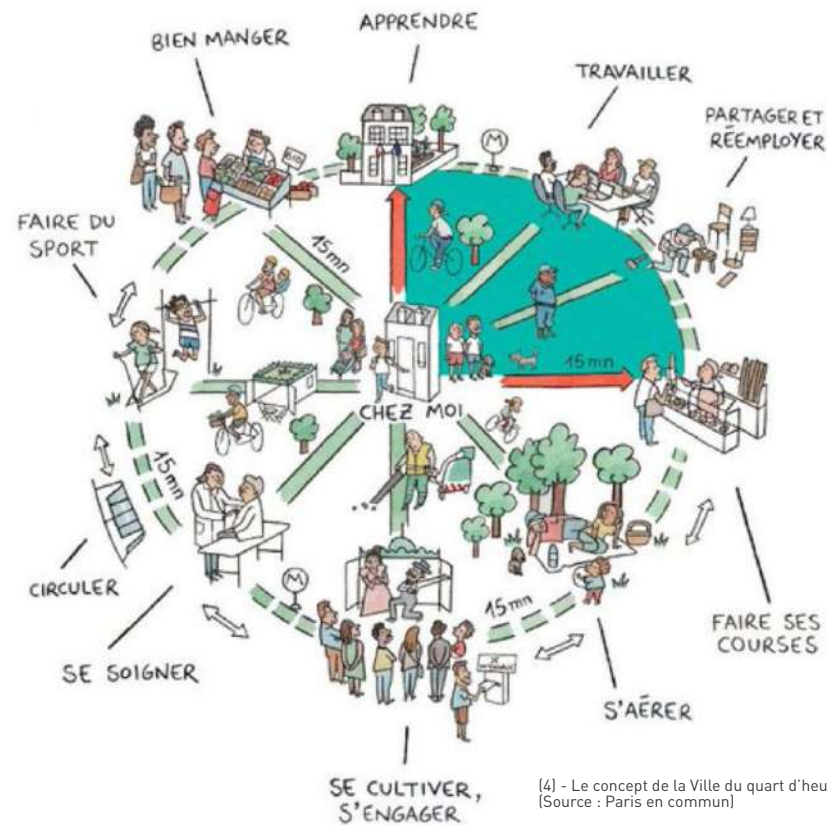 APPRENDRE
BIEN MANGER
TRAVAILLER
PARTAGER ET
RÉEMPLOYER
M
BIO
FAIRE DU
SPORT
15mn
15mn
CHEZ MOI
15mn
CIRCULER
M
15mn
SE SOIGNER
FAIRE SES
COURSES
S'AÉRER
SE CULTIVER,
S'ENGAGER
(4) - Le concept de la Ville du quart d'heu
(Source : Paris en commun)